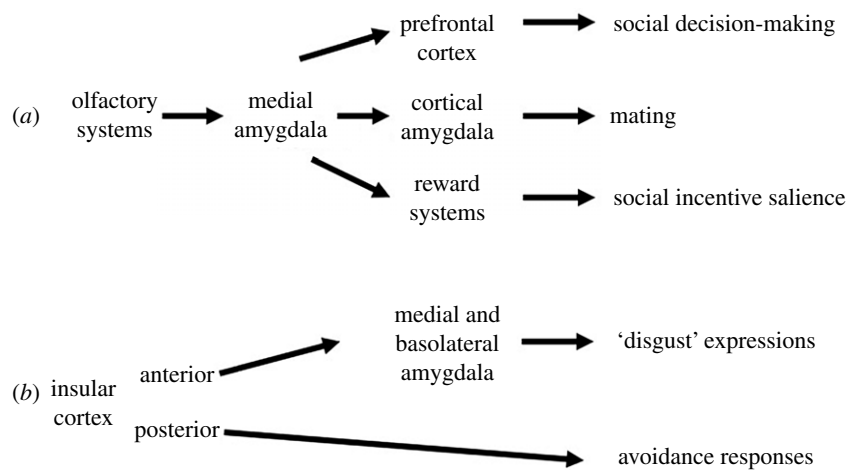 prefrontal
cortex
social decision-making
(a)
olfactory
systems
medial
amygdala
cortical
amygdala
mating
reward
systems
social incentive salience
medial and
basolateral
amygdala
‘disgust’ expressions
(b)
insular
cortex
anterior
posterior
avoidance responses